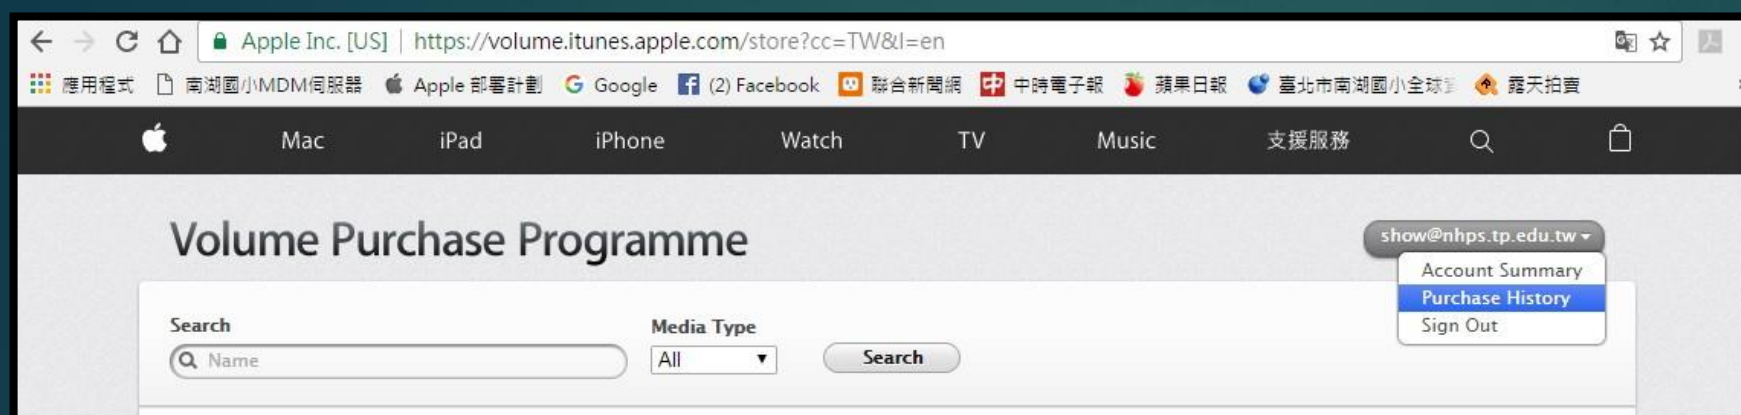 Apple Inc. [US] | https://volume.itunes.apple.com/store?cc=TW&l=en
應用程式 南湖國小MDM伺服器 Apple 部署計劃 Google (2) Facebook 聯合新聞網 中時電子報 蘋果日報 臺北市南湖國小全球 露天拍賣
Mac iPad iPhone Watch TV Music 支援服務
Volume Purchase Programme
show@nhps.tp.edu.tw
Account Summary
Purchase History
Sign Out
Search Media Type
Name All Search